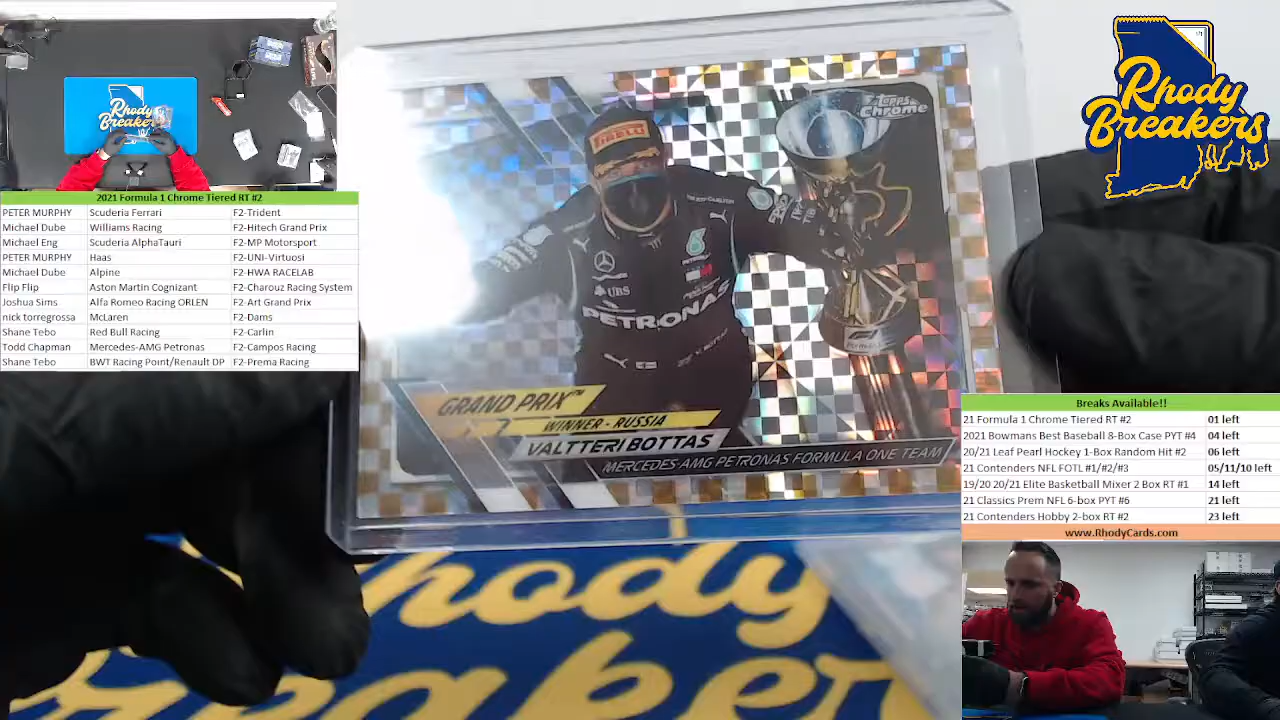 Rhody
Breakers
2021 Formula 1 Chrome Tiered RT #2
PETER MURPHY Scuderia Ferrari F2-Trident
Michael Dube Williams Racing F2-Hitech Grand Prix
Michael Eng Scuderia AlphaTauri F2-MP Motorsport
PETER MURPHY Haas F2-UNI-Virtuosi
Michael Dube Alpine F2-HWA RACELAB
Flip Flip Aston Martin Cognizant F2-Charouz Racing System
Joshua Sims Alfa Romeo Racing ORLEN F2-Art Grand Prix
nick torregrossa McLaren F2-Dams
Shane Tebo Red Bull Racing F2-Carlin
Todd Chapman Mercedes-AMG Petronas F2-Campos Racing
Shane Tebo BWT Racing Point/Renault DP F2-Prema Racing
TOPPS
Chrome
PIRELLI
UBS
PETRONAS
PETRONAS
F1
GRAND PRIX™
WINNER - RUSSIA
VALTTERI BOTTAS
MERCEDES-AMG PETRONAS FORMULA ONE TEAM
Rhody
Breakers
Rhody
Breakers
Breaks Available!!
21 Formula 1 Chrome Tiered RT #2 01 left
2021 Bowmans Best Baseball 8-Box Case PYT #4 04 left
20/21 Leaf Pearl Hockey 1-Box Random Hit #2 06 left
21 Contenders NFL FOTL #1/#2/#3 05/11/10 left
19/20 20/21 Elite Basketball Mixer 2 Box RT #1 14 left
21 Classics Prem NFL 6-box PYT #6 21 left
21 Contenders Hobby 2-box RT #2 23 left
www.RhodyCards.com